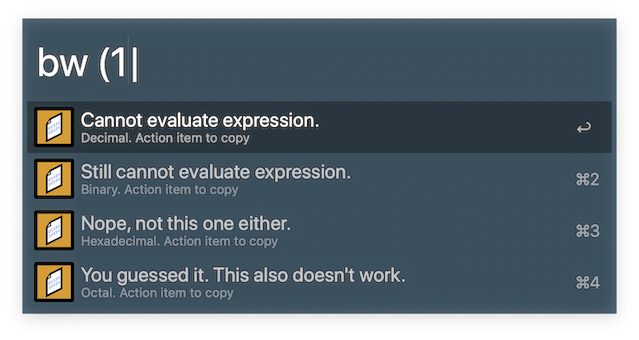 bw (1
Cannot evaluate expression.
Decimal. Action item to copy
↩
Still cannot evaluate expression.
Binary. Action item to copy
⌘2
Nope, not this one either.
Hexadecimal. Action item to copy
⌘3
You guessed it. This also doesn't work.
Octal. Action item to copy
⌘4